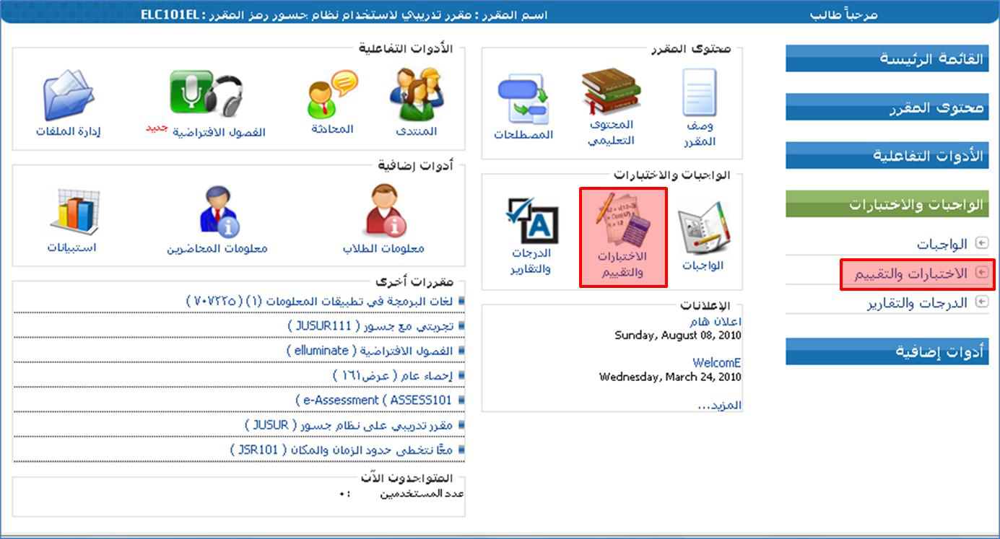 مرحباً طالب
اسم المقرر : مقرر تدريبي لاستخدام نظام جسور رمز المقرر : ELC101EL
القائمة الرئيسة
محتوى المقرر
الأدوات التفاعلية
الواجبات والاختبارات
الواجبات
الاختبارات والتقييم
الدرجات والتقارير
أدوات إضافية
محتوى المقرر
وصف
المقرر
المحتوى
التعليمي
المصطلحات
الواجبات والاختبارات
الواجبات
الاختبارات
والتقييم
الدرجات
والتقارير
الإعلانات
اعلان هام
Sunday, August 08, 2010
WelcomE
Wednesday, March 24, 2010
المزيد...
الأدوات التفاعلية
المنتدى
المحادثة
الفصول الافتراضية جديد
إدارة الملفات
أدوات إضافية
معلومات الطلاب
معلومات المحاضرين
استبيانات
مقررات أخرى
لغات البرمجة في تطبيقات المعلومات (١) ( ٧٠٧٢٢٥ )
تجربتي مع جسور ( JUSUR111 )
الفصول الافتراضية ( elluminate )
إحصاء عام ( عرض١٦١ )
e-Assessment ( ASSESS101 )
مقرر تدريبي على نظام جسور ( JUSUR )
معًا نتخطى حدود الزمان والمكان ( JSR101 )
المتواجدون الآن
عدد المستخدمين : ٠